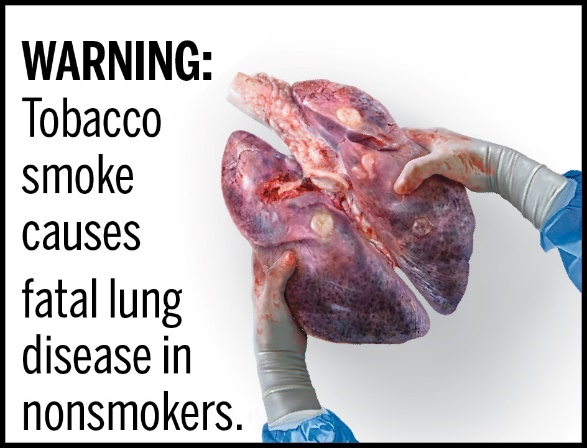 WARNING:
Tobacco
smoke
causes
fatal lung
disease in
nonsmokers.